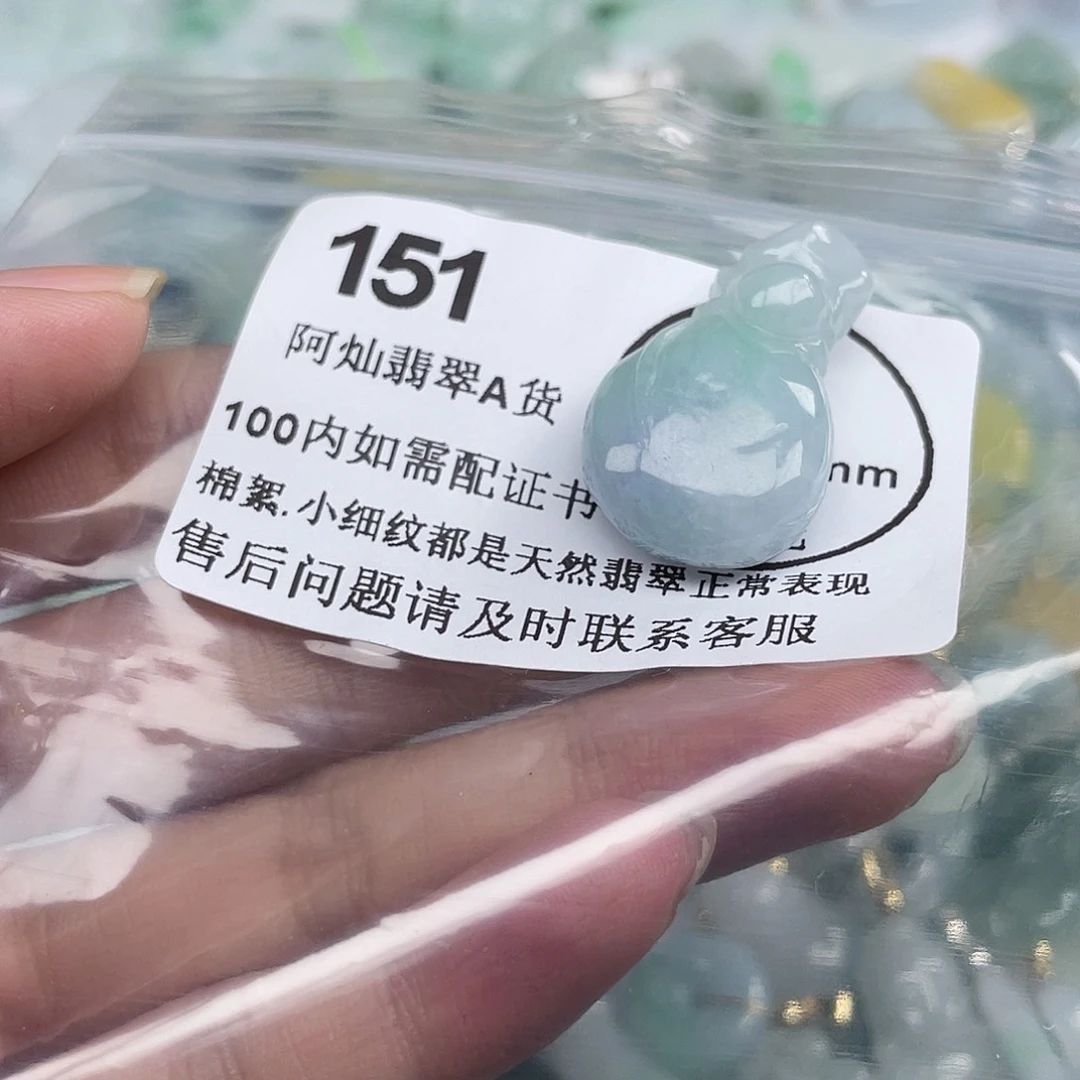 151
阿灿翡翠A货
100内如需配证书
mm
棉絮.小细纹都是天然翡翠正常表现
售后问题请及时联系客服